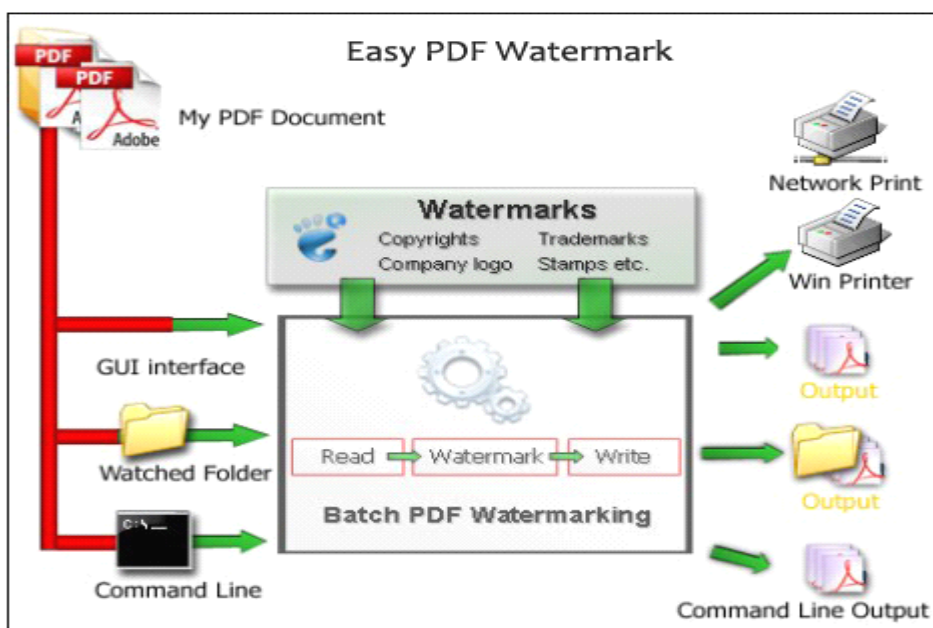 Easy PDF Watermark
PDF
PDF
Adobe
My PDF Document
Network Print
Watermarks
Copyrights Trademarks
Company logo Stamps etc.
Win Printer
GUI interface
Output
Read Watermark Write
Watched Folder
Output
Batch PDF Watermarking
C:\_
Command Line
Command Line Output